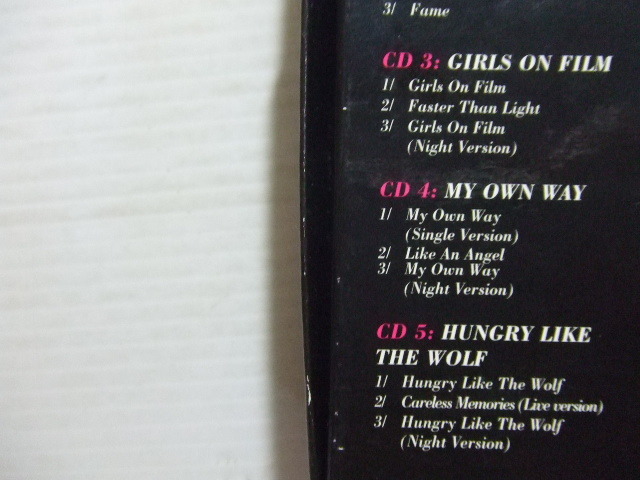 3/ Fame
CD 3: GIRLS ON FILM
1/ Girls On Film
2/ Faster Than Light
3/ Girls On Film
(Night Version)
CD 4: MY OWN WAY
1/ My Own Way
(Single Version)
2/ Like An Angel
3/ My Own Way
(Night Version)
CD 5: HUNGRY LIKE
THE WOLF
1/ Hungry Like The Wolf
2/ Careless Memories (Live version)
3/ Hungry Like The Wolf
(Night Version)